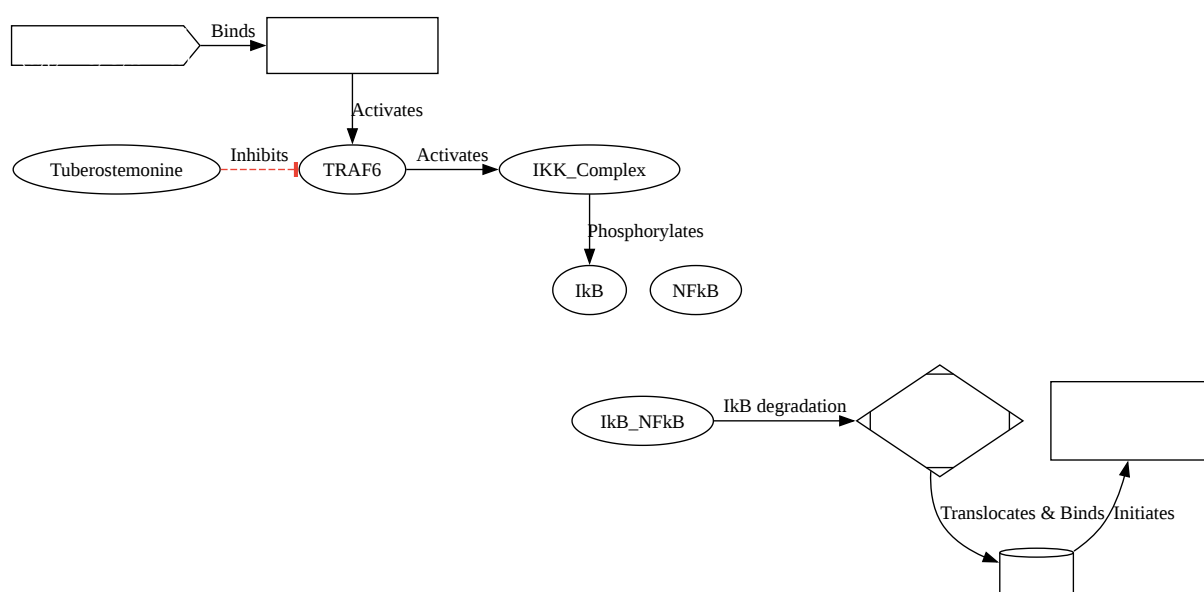 Binds
Activates
Tuberostemonine
Inhibits
TRAF6
Activates
IKK_Complex
Phosphorylates
IkB
NFkB
IkB_NFkB
IkB degradation
Translocates & Binds
Initiates